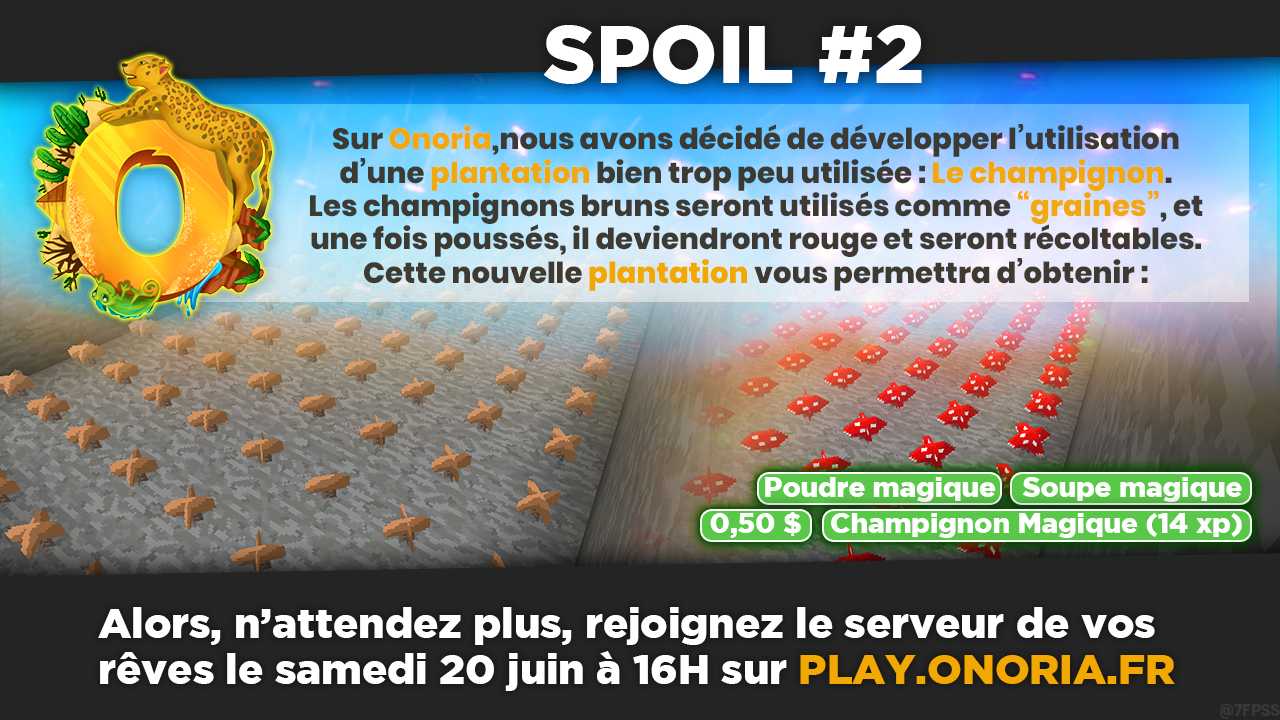 SPOIL #2
Sur Onoria,nous avons décidé de développer l'utilisation
d'une plantation bien trop peu utilisée : Le champignon.
Les champignons bruns seront utilisés comme “graines”, et
une fois poussés, il deviendront rouge et seront récoltables.
Cette nouvelle plantation vous permettra d'obtenir :
Poudre magique Soupe magique
0,50 $ Champignon Magique (14 xp)
Alors, n'attendez plus, rejoignez le serveur de vos
rêves le samedi 20 juin à 16H sur PLAY.ONORIA.FR
@7FPSS